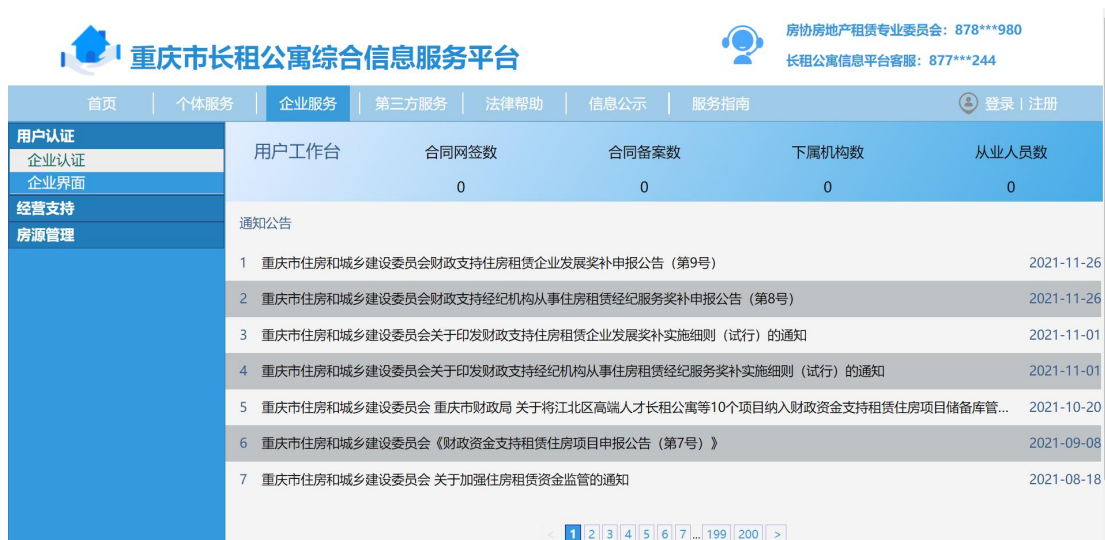 重庆市长租公寓综合信息服务平台
房协房地产租赁专业委员会：878***980
长租公寓信息平台客服：877***244
首页 个体服务 企业服务 第三方服务 法律帮助 信息公示 服务指南 登录 | 注册
用户认证
企业认证
企业界面
经营支持
房源管理
用户工作台 合同网签数 合同备案数 下属机构数 从业人员数
0 0 0 0
通知公告
1 重庆市住房和城乡建设委员会财政支持住房租赁企业发展奖补申报公告（第9号） 2021-11-26
2 重庆市住房和城乡建设委员会财政支持经纪机构从事住房租赁经纪服务奖补申报公告（第8号） 2021-11-26
3 重庆市住房和城乡建设委员会关于印发财政支持住房租赁企业发展奖补实施细则（试行）的通知 2021-11-01
4 重庆市住房和城乡建设委员会关于印发财政支持经纪机构从事住房租赁经纪服务奖补实施细则（试行）的通知 2021-11-01
5 重庆市住房和城乡建设委员会 重庆市财政局 关于将江北区高端人才长租公寓等10个项目纳入财政资金支持租赁住房项目储备库管... 2021-10-20
6 重庆市住房和城乡建设委员会《财政资金支持租赁住房项目申报公告（第7号）》 2021-09-08
7 重庆市住房和城乡建设委员会 关于加强住房租赁资金监管的通知 2021-08-18
< 1 2 3 4 5 6 7 ... 199 200 >